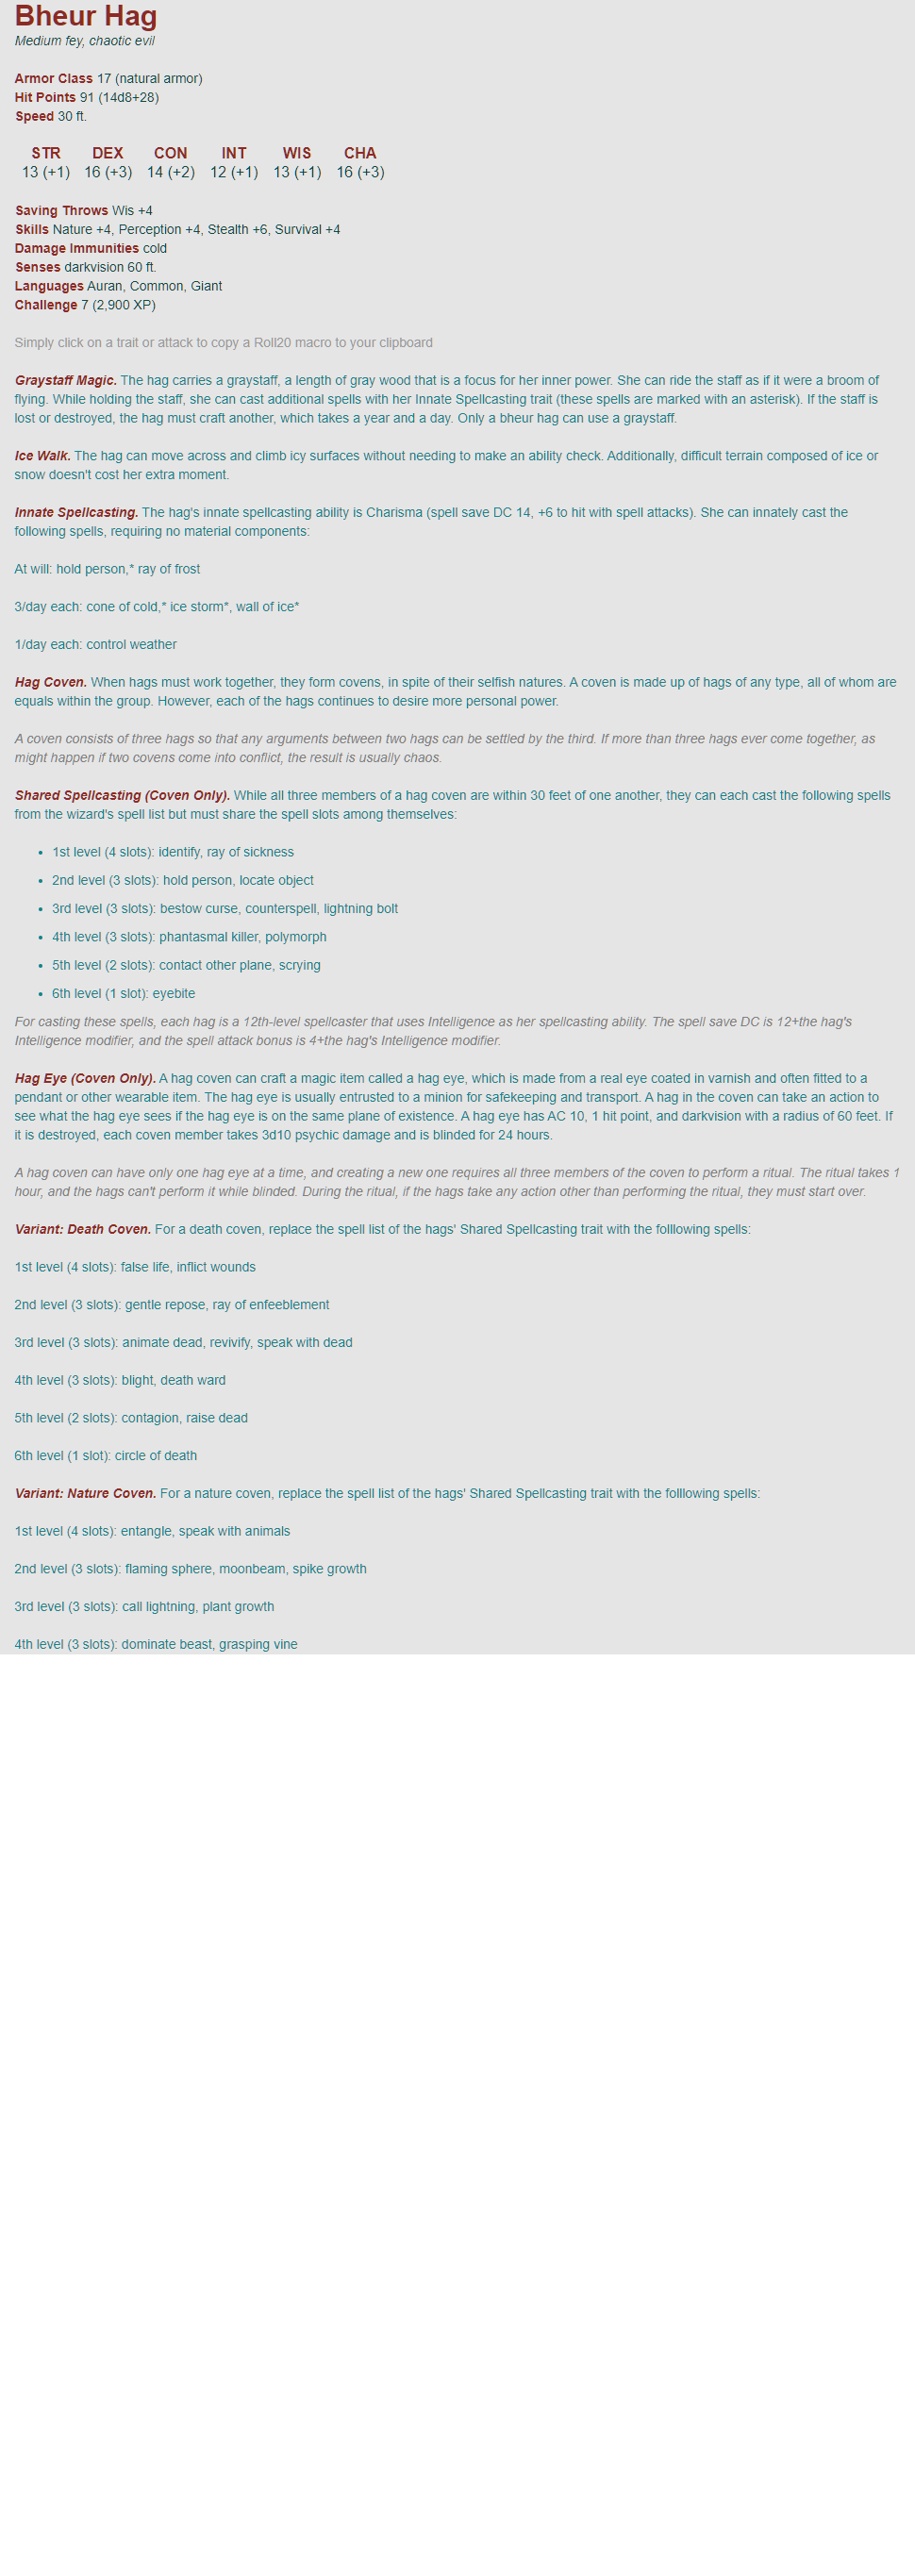 Bheur Hag
Medium fey, chaotic evil
Armor Class 17 (natural armor)
Hit Points 91 (14d8+28)
Speed 30 ft.
STR DEX CON INT WIS CHA
13 (+1) 16 (+3) 14 (+2) 12 (+1) 13 (+1) 16 (+3)
Saving Throws Wis +4
Skills Nature +4, Perception +4, Stealth +6, Survival +4
Damage Immunities cold
Senses darkvision 60 ft.
Languages Auran, Common, Giant
Challenge 7 (2,900 XP)
Simply click on a trait or attack to copy a Roll20 macro to your clipboard
Graystaff Magic. The hag carries a graystaff, a length of gray wood that is a focus for her inner power. She can ride the staff as if it were a broom of
flying. While holding the staff, she can cast additional spells with her Innate Spellcasting trait (these spells are marked with an asterisk). If the staff is
lost or destroyed, the hag must craft another, which takes a year and a day. Only a bheur hag can use a graystaff.
Ice Walk. The hag can move across and climb icy surfaces without needing to make an ability check. Additionally, difficult terrain composed of ice or
snow doesn't cost her extra moment.
Innate Spellcasting. The hag's innate spellcasting ability is Charisma (spell save DC 14, +6 to hit with spell attacks). She can innately cast the
following spells, requiring no material components:
At will: hold person,* ray of frost
3/day each: cone of cold,* ice storm*, wall of ice*
1/day each: control weather
Hag Coven. When hags must work together, they form covens, in spite of their selfish natures. A coven is made up of hags of any type, all of whom are
equals within the group. However, each of the hags continues to desire more personal power.
A coven consists of three hags so that any arguments between two hags can be settled by the third. If more than three hags ever come together, as
might happen if two covens come into conflict, the result is usually chaos.
Shared Spellcasting (Coven Only). While all three members of a hag coven are within 30 feet of one another, they can each cast the following spells
from the wizard's spell list but must share the spell slots among themselves:
• 1st level (4 slots): identify, ray of sickness
• 2nd level (3 slots): hold person, locate object
• 3rd level (3 slots): bestow curse, counterspell, lightning bolt
• 4th level (3 slots): phantasmal killer, polymorph
• 5th level (2 slots): contact other plane, scrying
• 6th level (1 slot): eyebite
For casting these spells, each hag is a 12th-level spellcaster that uses Intelligence as her spellcasting ability. The spell save DC is 12+the hag's
Intelligence modifier, and the spell attack bonus is 4+the hag's Intelligence modifier.
Hag Eye (Coven Only). A hag coven can craft a magic item called a hag eye, which is made from a real eye coated in varnish and often fitted to a
pendant or other wearable item. The hag eye is usually entrusted to a minion for safekeeping and transport. A hag in the coven can take an action to
see what the hag eye sees if the hag eye is on the same plane of existence. A hag eye has AC 10, 1 hit point, and darkvision with a radius of 60 feet. If
it is destroyed, each coven member takes 3d10 psychic damage and is blinded for 24 hours.
A hag coven can have only one hag eye at a time, and creating a new one requires all three members of the coven to perform a ritual. The ritual takes 1
hour, and the hags can't perform it while blinded. During the ritual, if the hags take any action other than performing the ritual, they must start over.
Variant: Death Coven. For a death coven, replace the spell list of the hags' Shared Spellcasting trait with the folllowing spells:
1st level (4 slots): false life, inflict wounds
2nd level (3 slots): gentle repose, ray of enfeeblement
3rd level (3 slots): animate dead, revivify, speak with dead
4th level (3 slots): blight, death ward
5th level (2 slots): contagion, raise dead
6th level (1 slot): circle of death
Variant: Nature Coven. For a nature coven, replace the spell list of the hags' Shared Spellcasting trait with the folllowing spells:
1st level (4 slots): entangle, speak with animals
2nd level (3 slots): flaming sphere, moonbeam, spike growth
3rd level (3 slots): call lightning, plant growth
4th level (3 slots): dominate beast, grasping vine